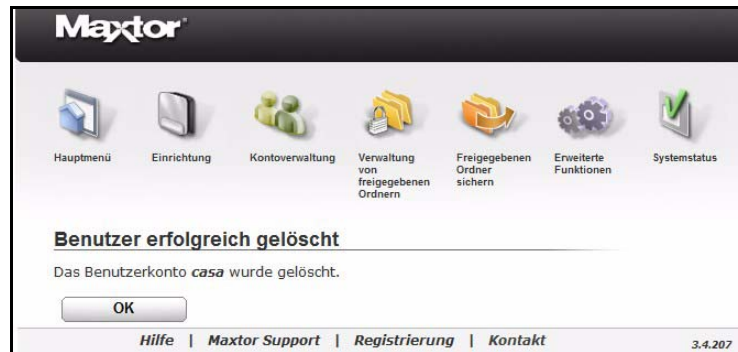 Maxtor
Hauptmenü
Einrichtung
Kontoverwaltung
Verwaltung
von
freigegebenen
Ordnern
Freigegebenen
Ordner
sichern
Erweiterte
Funktionen
Systemstatus
Benutzer erfolgreich gelöscht
Das Benutzerkonto casa wurde gelöscht.
OK
Hilfe | Maxtor Support | Registrierung | Kontakt
3.4.207